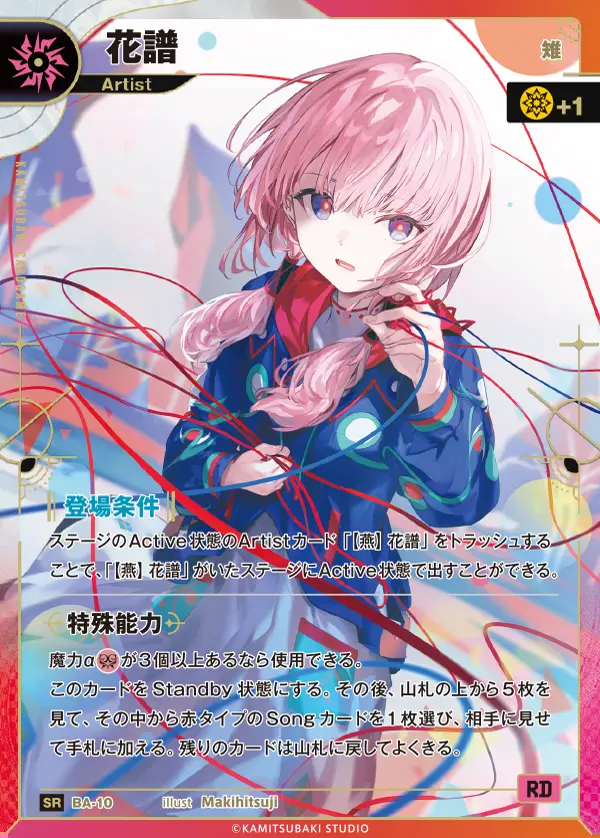 花譜
雉
Artist
+1
KAMITSUBAKI CARD GAME
登場条件
ステージのActive状態のArtistカード「【燕】花譜」をトラッシュする
ことで、「【燕】花譜」がいたステージにActive状態で出すことができる。
特殊能力
魔力αが3個以上あるなら使用できる。
このカードをStandby状態にする。その後、山札の上から5枚を
見て、その中から赤タイプのSongカードを1枚選び、相手に見せ
て手札に加える。残りのカードは山札に戻してよくきる。
SR BA-10 illust Makihitsuji
RD
©KAMITSUBAKI STUDIO